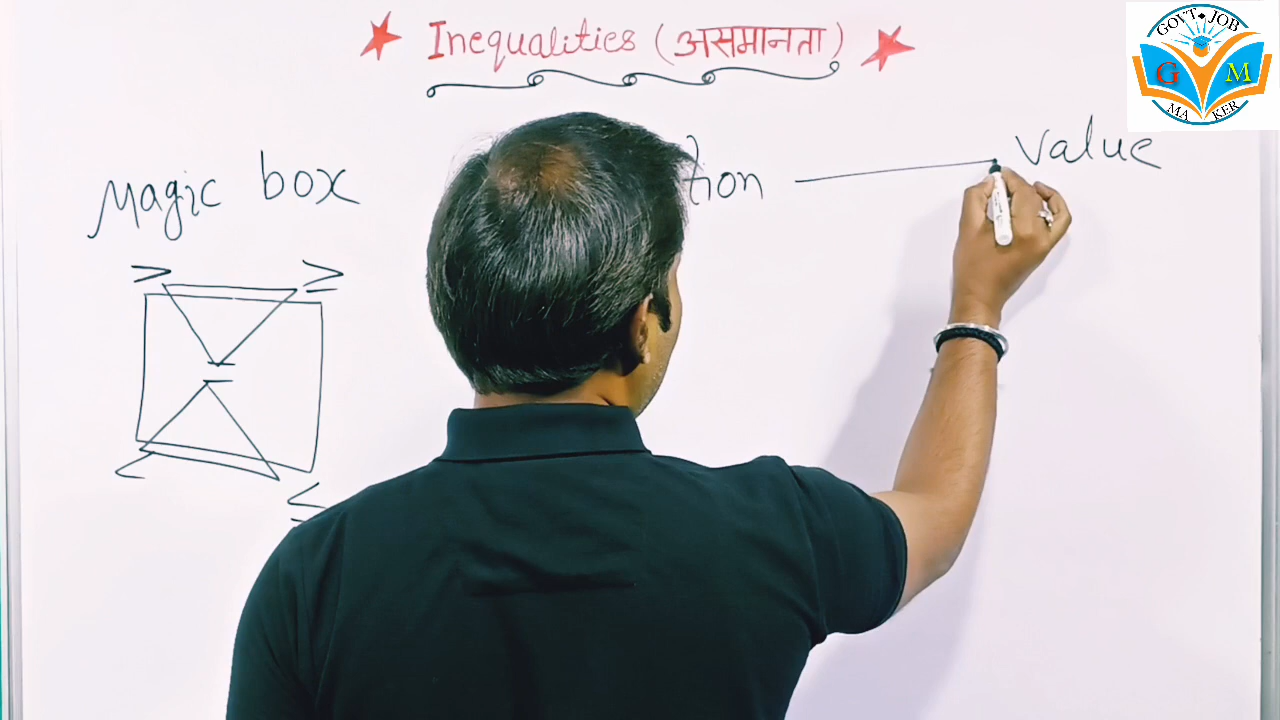 ★ Inequalities (असमानता) ★
GOVT. JOB
G M
MAKER
Magic box
tion — value
> ≥
=
=
< ≤